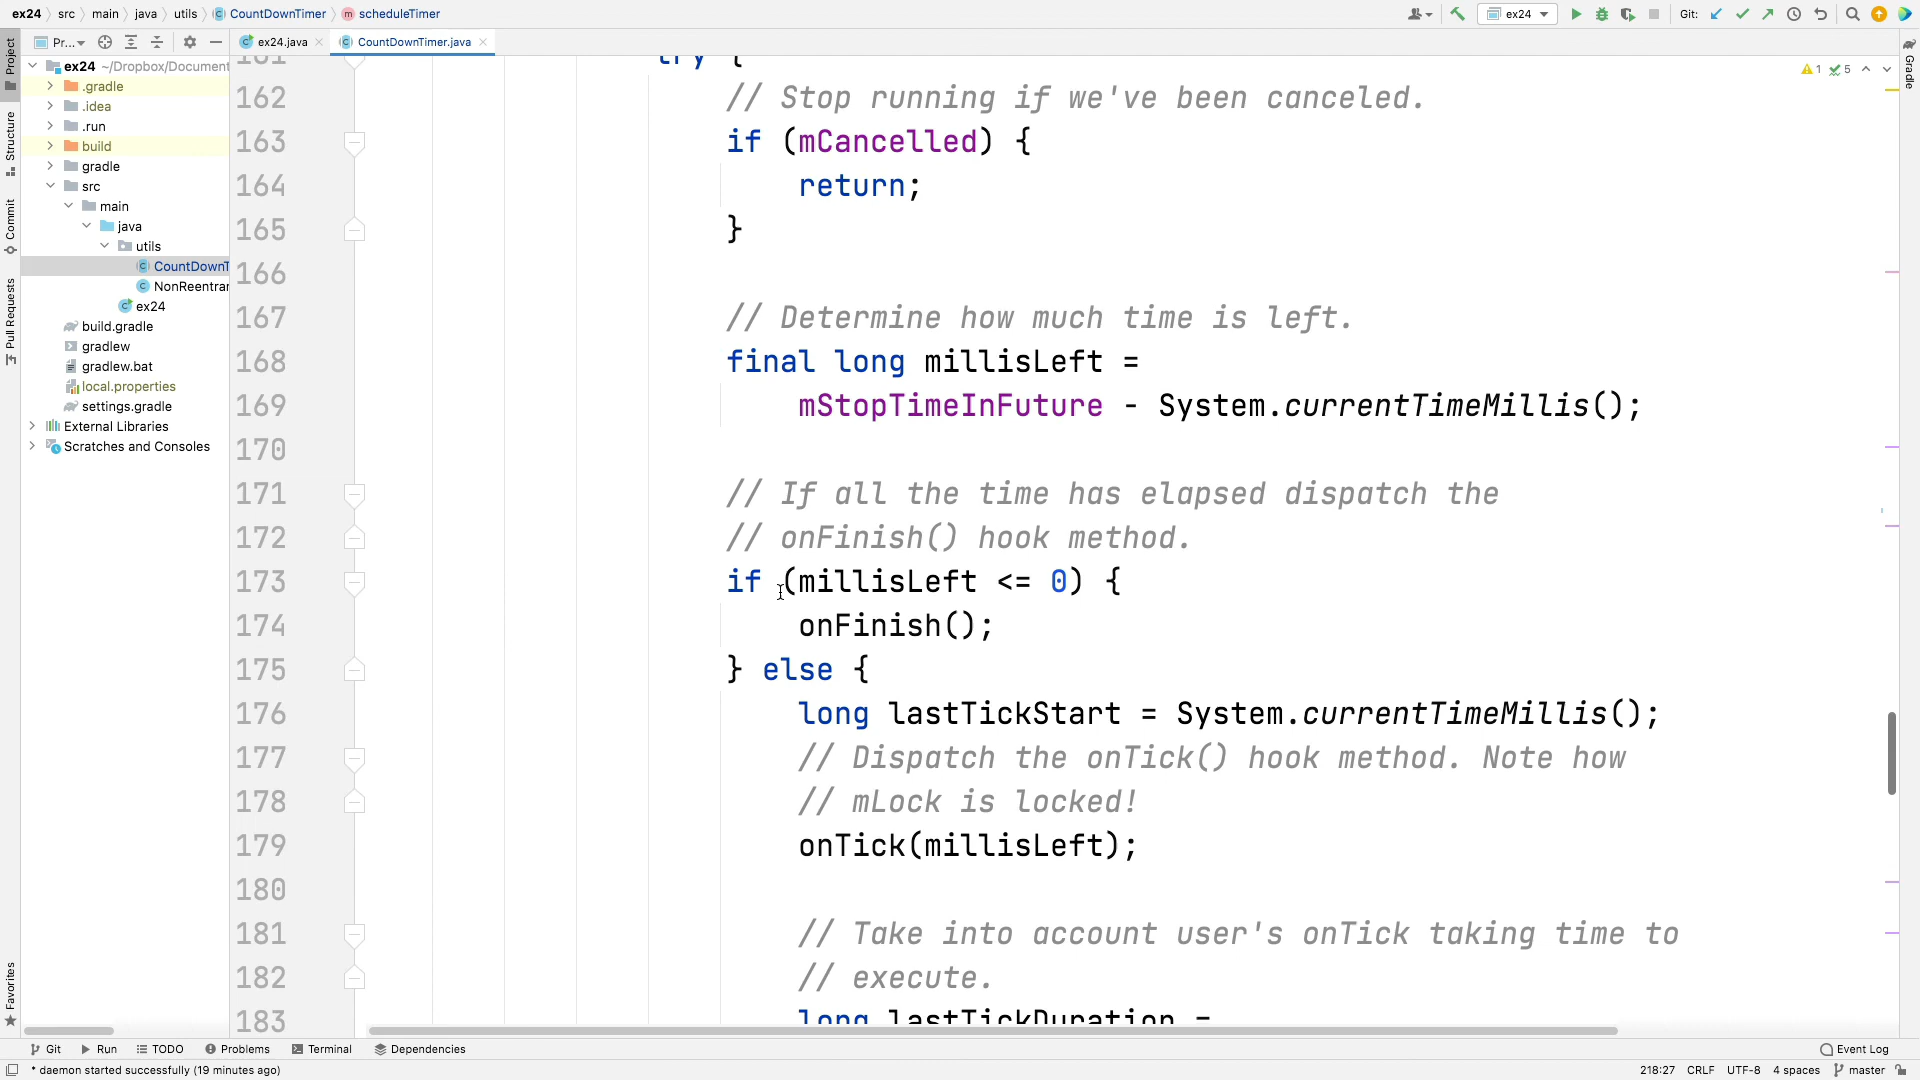 ex24 src main java utils CountDownTimer scheduleTimer
ex24
Git:
Pr...
ex24.java
CountDownTimer.java
Project
Structure
Commit
Pull Requests
Favorites
Gradle
ex24 ~/Dropbox/Document
.gradle
.idea
.run
build
gradle
src
main
java
utils
CountDownT
NonReentrar
ex24
build.gradle
gradlew
gradlew.bat
local.properties
settings.gradle
External Libraries
Scratches and Consoles
1 5
161 try {
162 // Stop running if we've been canceled.
163 if (mCancelled) {
164 return;
165 }
166
167 // Determine how much time is left.
168 final long millisLeft =
169 mStopTimeInFuture - System.currentTimeMillis();
170
171 // If all the time has elapsed dispatch the
172 // onFinish() hook method.
173 if (millisLeft <= 0) {
174 onFinish();
175 } else {
176 long lastTickStart = System.currentTimeMillis();
177 // Dispatch the onTick() hook method. Note how
178 // mLock is locked!
179 onTick(millisLeft);
180
181 // Take into account user's onTick taking time to
182 // execute.
183 long lastTickDuration =
Git Run TODO Problems Terminal Dependencies Event Log
* daemon started successfully (19 minutes ago) 218:27 CRLF UTF-8 4 spaces master